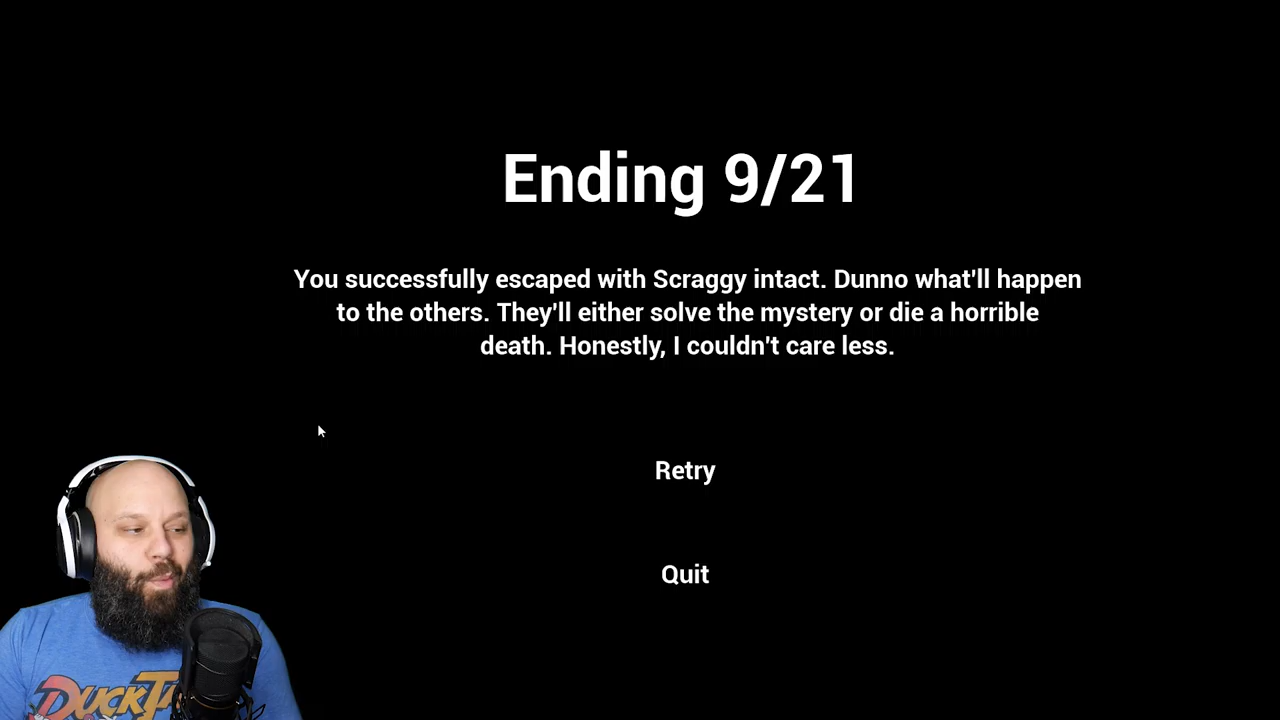 Ending 9/21
You successfully escaped with Scraggy intact. Dunno what'll happen
to the others. They'll either solve the mystery or die a horrible
death. Honestly, I couldn't care less.
Retry
Quit